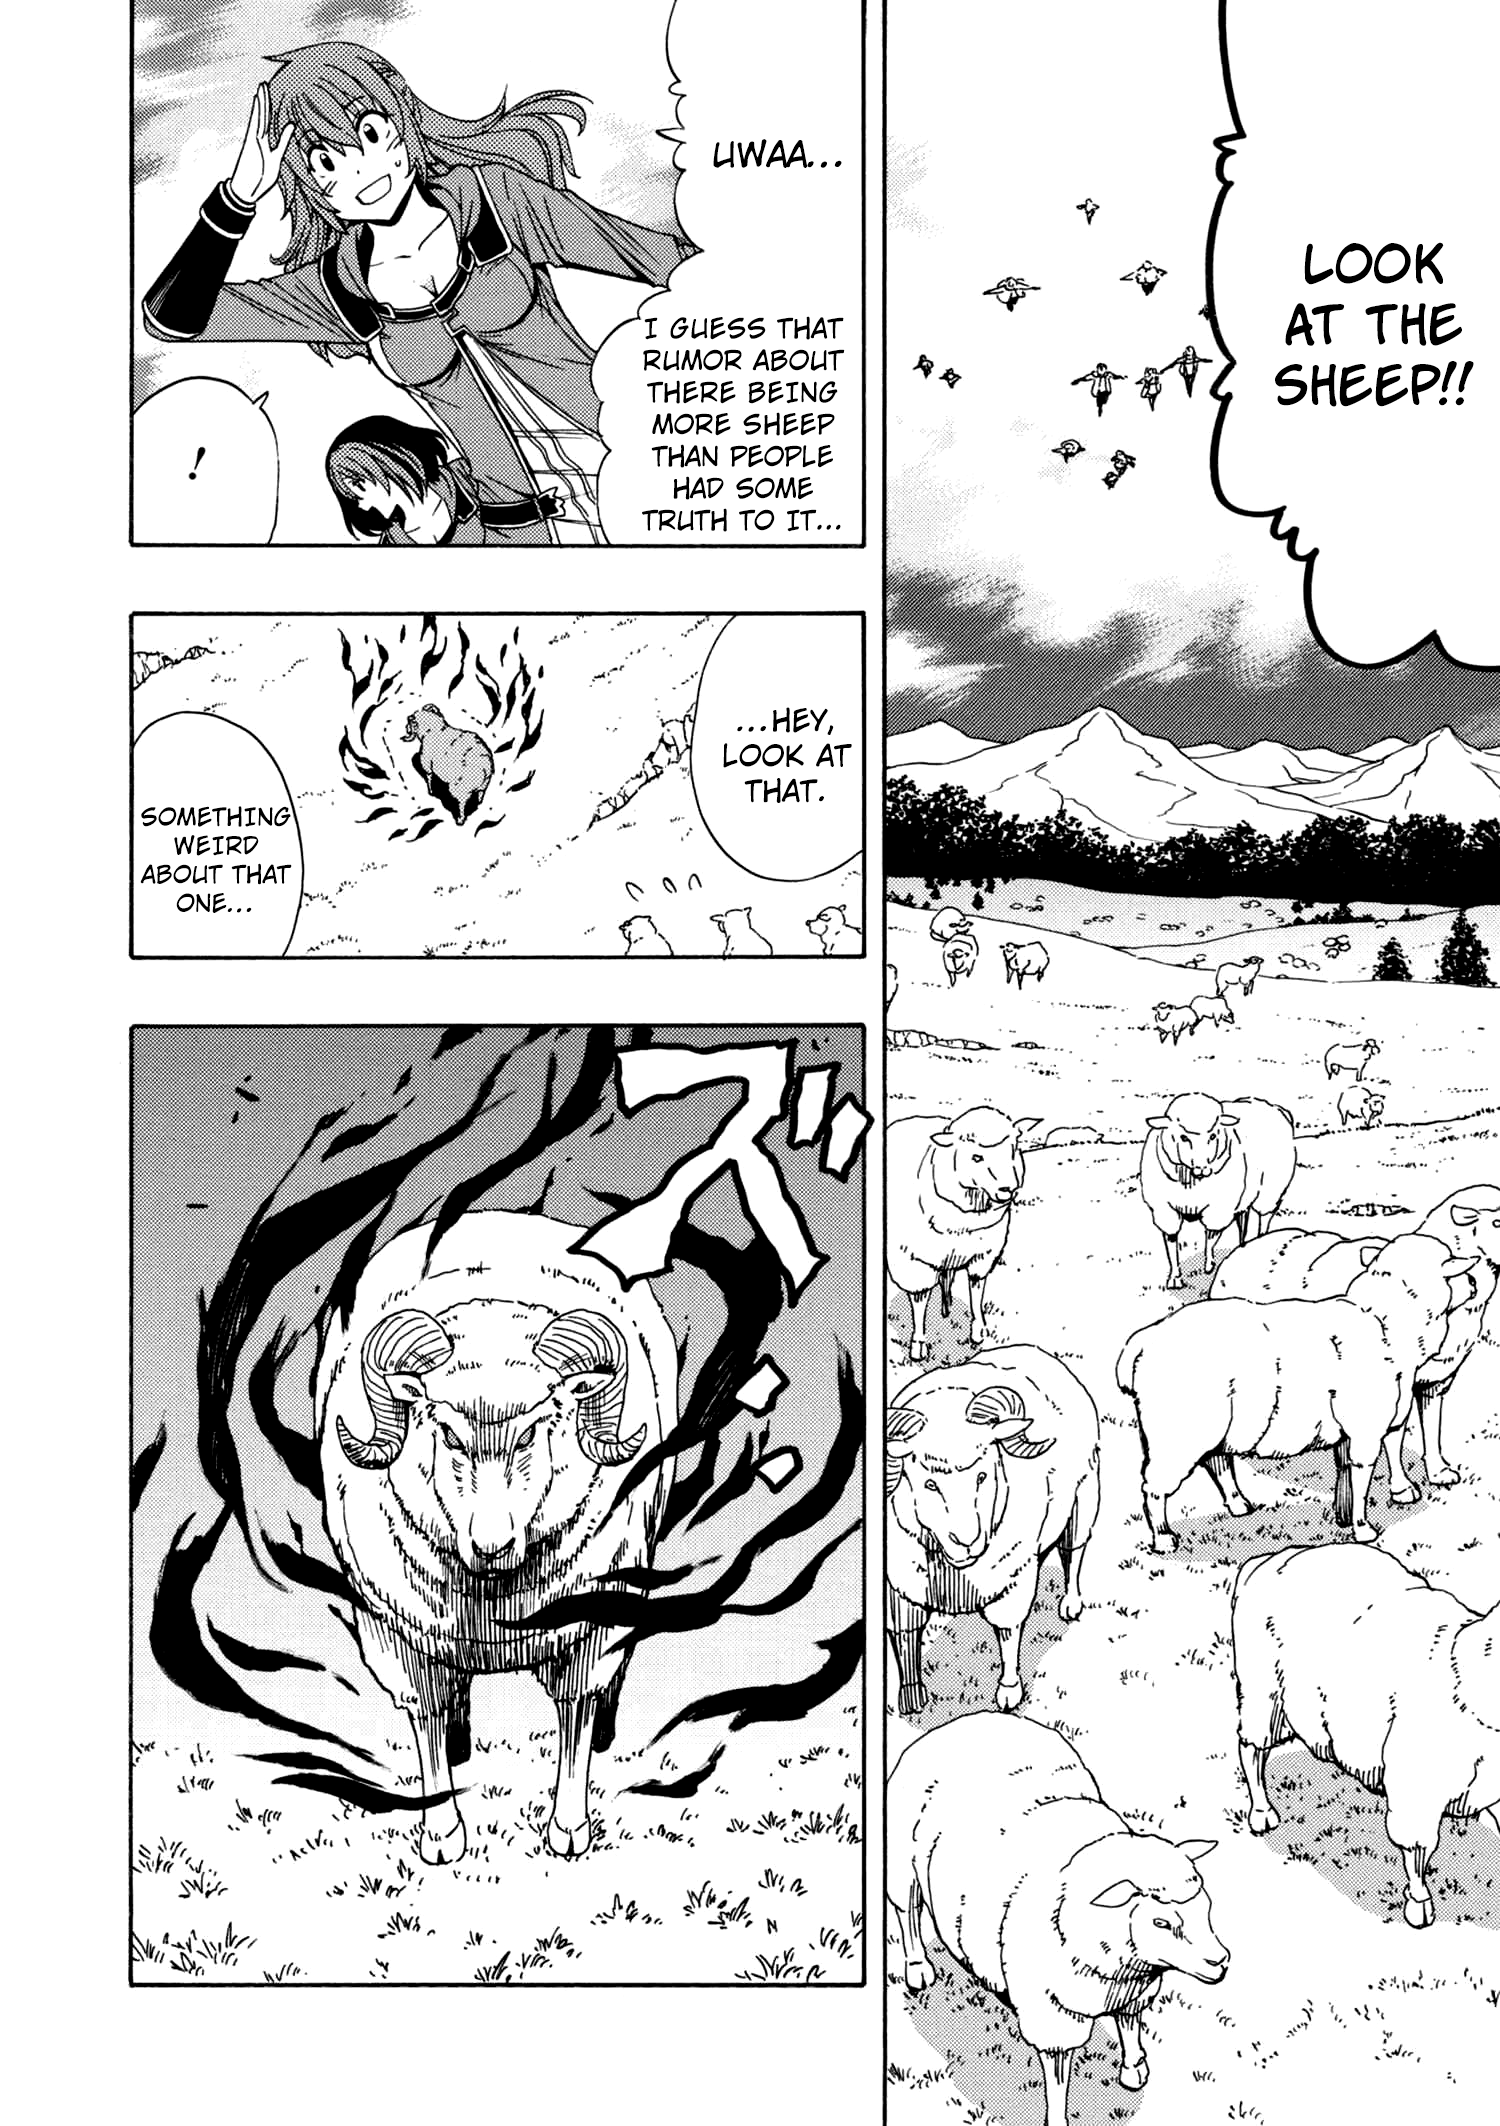 LOOK
AT THE
SHEEP!!
UWAA...
I GUESS THAT
RUMOR ABOUT
THERE BEING
MORE SHEEP
THAN PEOPLE
HAD SOME
TRUTH TO IT...
!
...HEY,
LOOK AT
THAT.
SOMETHING
WEIRD
ABOUT THAT
ONE...
ズズ...